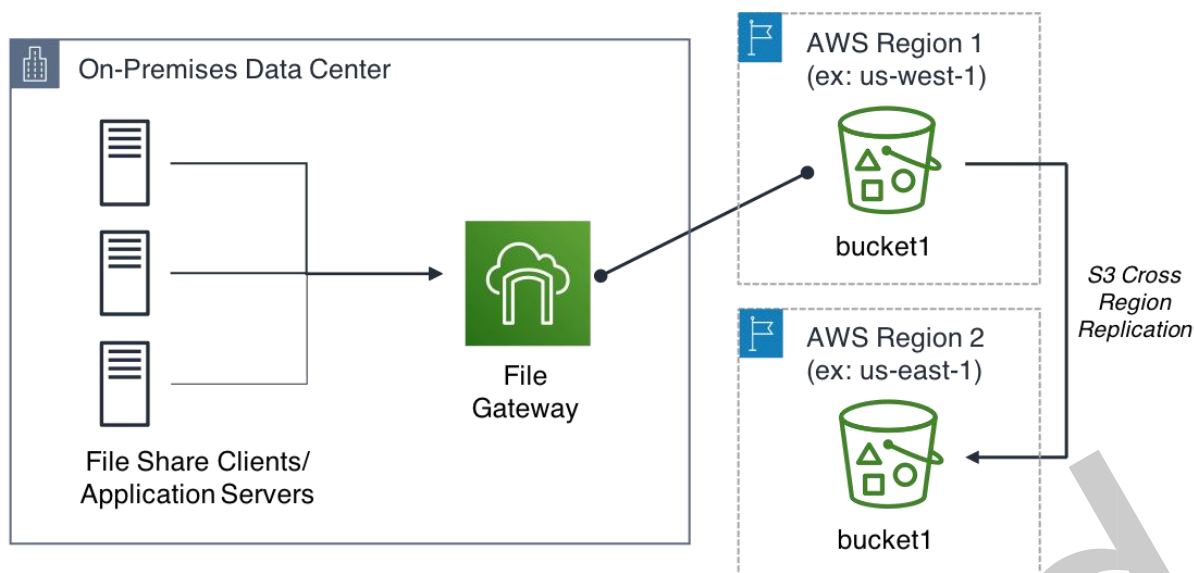 On-Premises Data Center
File Share Clients/
Application Servers
File
Gateway
AWS Region 1
(ex: us-west-1)
bucket1
S3 Cross
Region
Replication
AWS Region 2
(ex: us-east-1)
bucket1